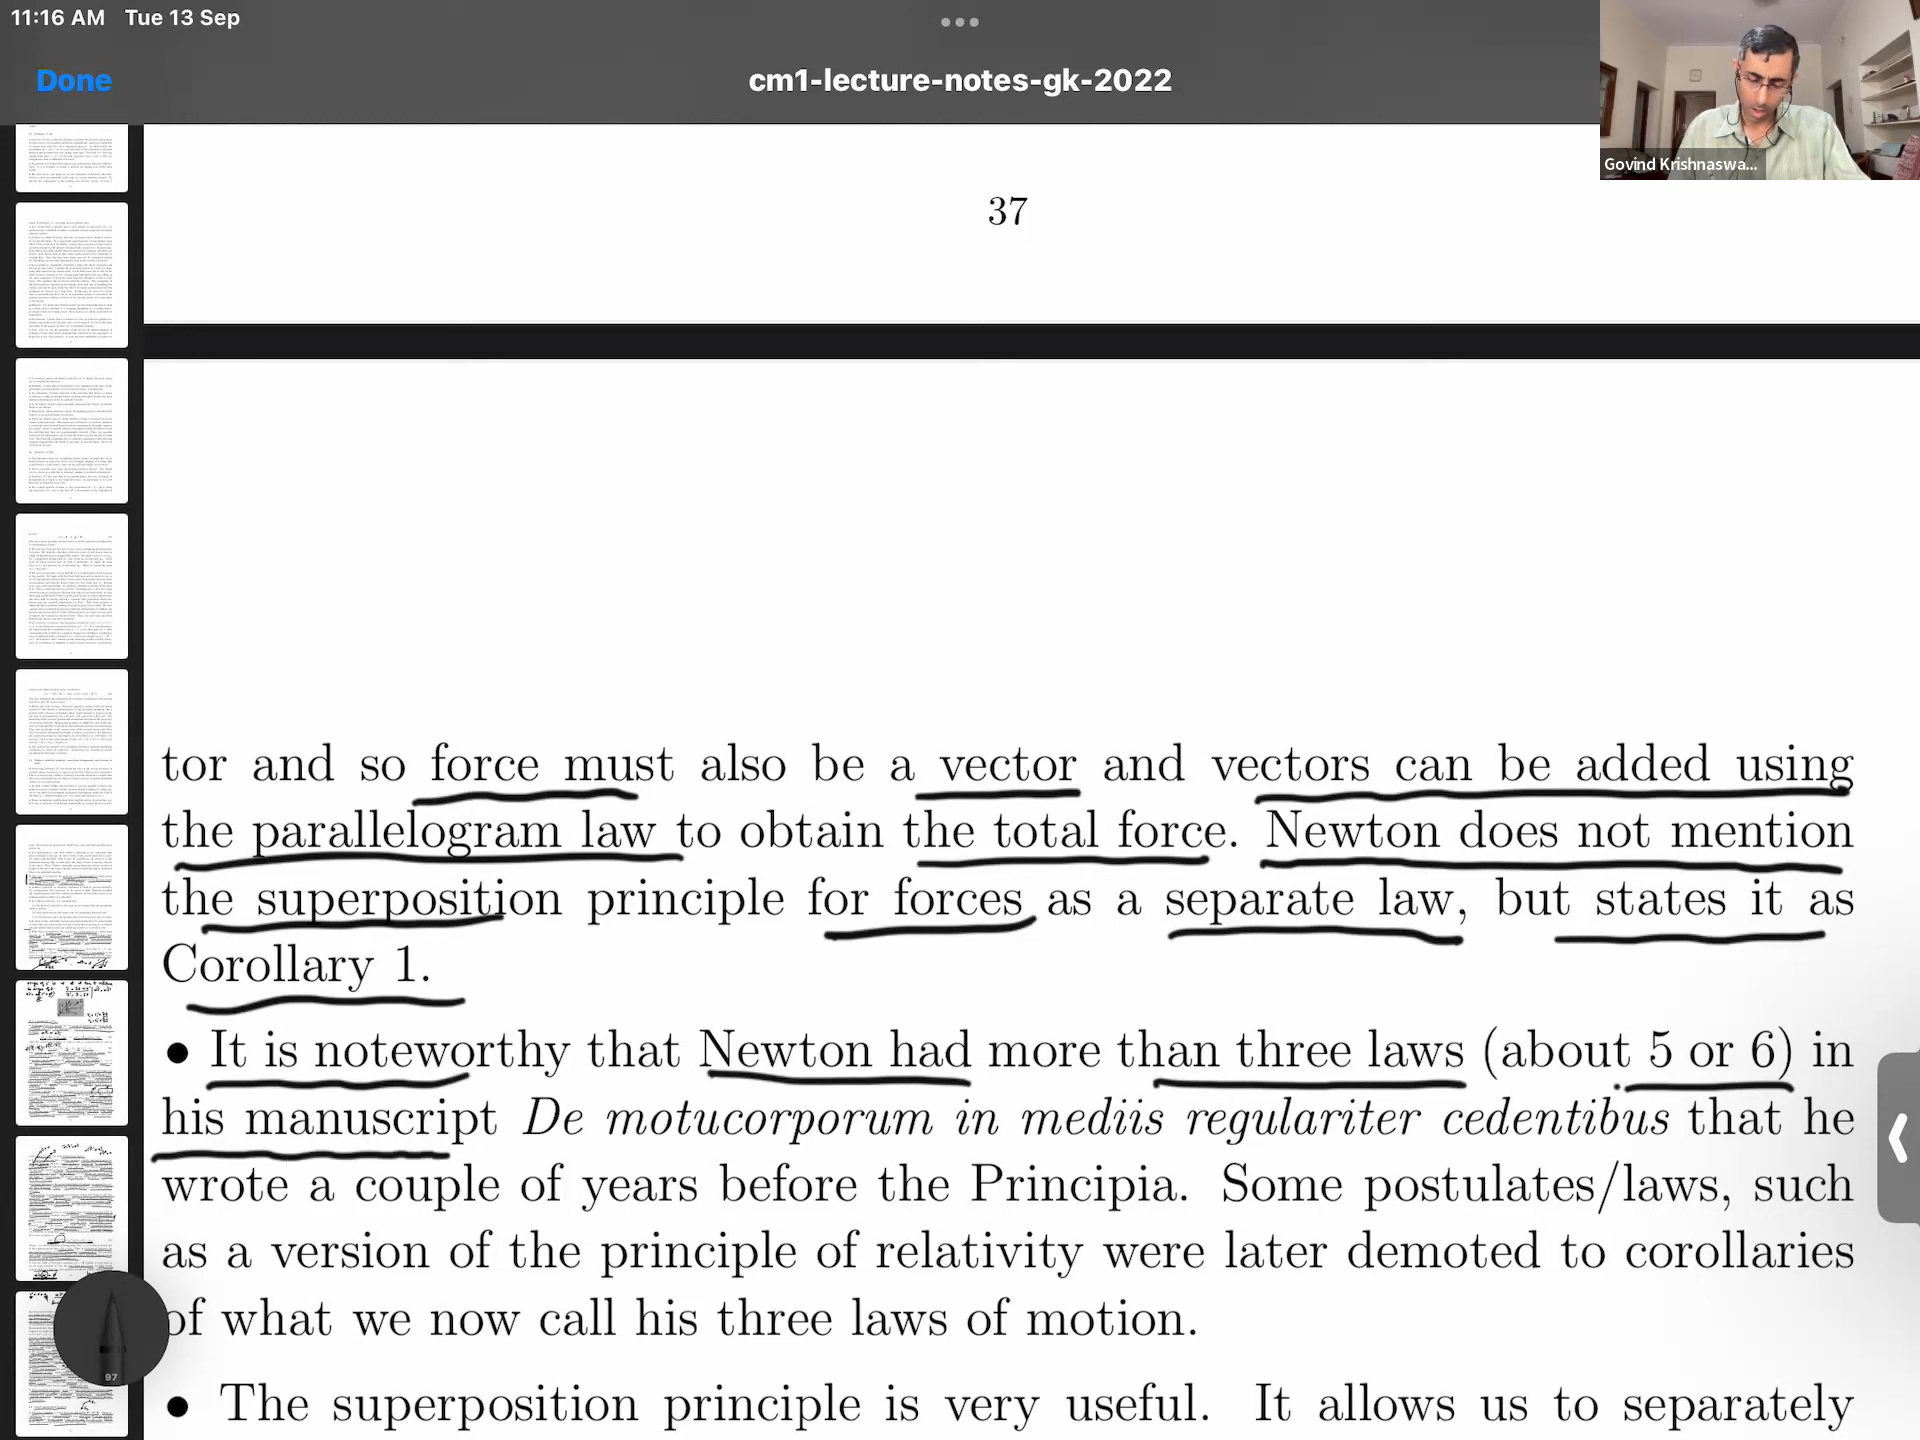 11:16 AM Tue 13 Sep
Done
cm1-lecture-notes-gk-2022
Govind Krishnaswa...
37
tor and so force must also be a vector and vectors can be added using
the parallelogram law to obtain the total force. Newton does not mention
the superposition principle for forces as a separate law, but states it as
Corollary 1.
• It is noteworthy that Newton had more than three laws (about 5 or 6) in
his manuscript De motucorporum in mediis regulariter cedentibus that he
wrote a couple of years before the Principia. Some postulates/laws, such
as a version of the principle of relativity were later demoted to corollaries
of what we now call his three laws of motion.
• The superposition principle is very useful. It allows us to separately
97